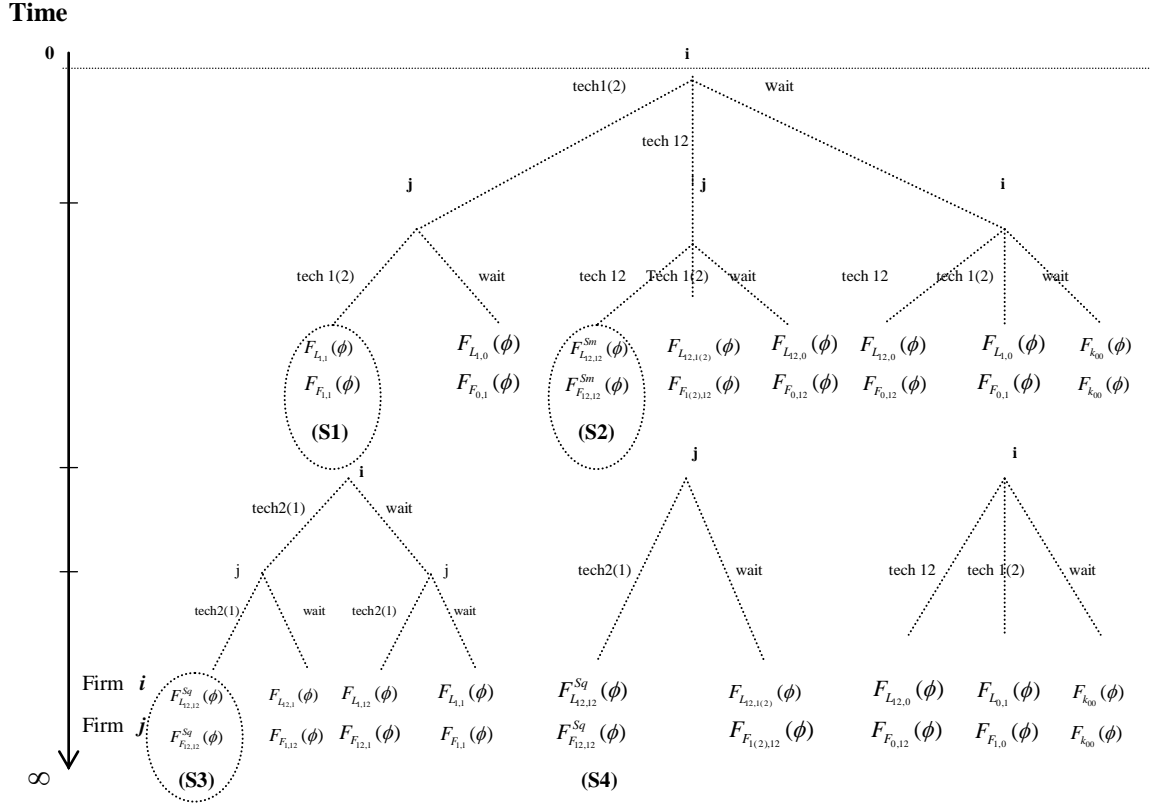 Time
0
i
tech1(2)
wait
tech 12
j
j
i
tech 1(2)
wait
tech 12
Tech 1(2)
wait
tech 12
tech 1(2)
wait
F_{L_{1,1}}(ϕ) F_{L_{1,0}}(ϕ) F^{Sm}_{L_{12,12}}(ϕ) F_{L_{12,1(2)}}(ϕ) F_{L_{12,0}}(ϕ) F_{L_{12,0}}(ϕ) F_{L_{1,0}}(ϕ) F_{k_{00}}(ϕ)
F_{F_{1,1}}(ϕ) F_{F_{0,1}}(ϕ) F^{Sm}_{F_{12,12}}(ϕ) F_{F_{1(2),12}}(ϕ) F_{F_{0,12}}(ϕ) F_{F_{0,12}}(ϕ) F_{F_{0,1}}(ϕ) F_{k_{00}}(ϕ)
(S1)
(S2)
i
j
i
tech2(1)
wait
j
j
tech2(1)
wait
tech 12
tech 1(2)
wait
tech2(1)
wait
tech2(1)
wait
Firm i F^{Sq}_{L_{12,12}}(ϕ) F_{L_{12,1}}(ϕ) F_{L_{1,12}}(ϕ) F_{L_{1,1}}(ϕ) F^{Sq}_{L_{12,12}}(ϕ) F_{L_{12,1(2)}}(ϕ) F_{L_{12,0}}(ϕ) F_{L_{0,1}}(ϕ) F_{k_{00}}(ϕ)
Firm j F^{Sq}_{F_{12,12}}(ϕ) F_{F_{1,12}}(ϕ) F_{F_{12,1}}(ϕ) F_{F_{1,1}}(ϕ) F^{Sq}_{F_{12,12}}(ϕ) F_{F_{1(2),12}}(ϕ) F_{F_{0,12}}(ϕ) F_{F_{1,0}}(ϕ) F_{k_{00}}(ϕ)
∞
(S3)
(S4)